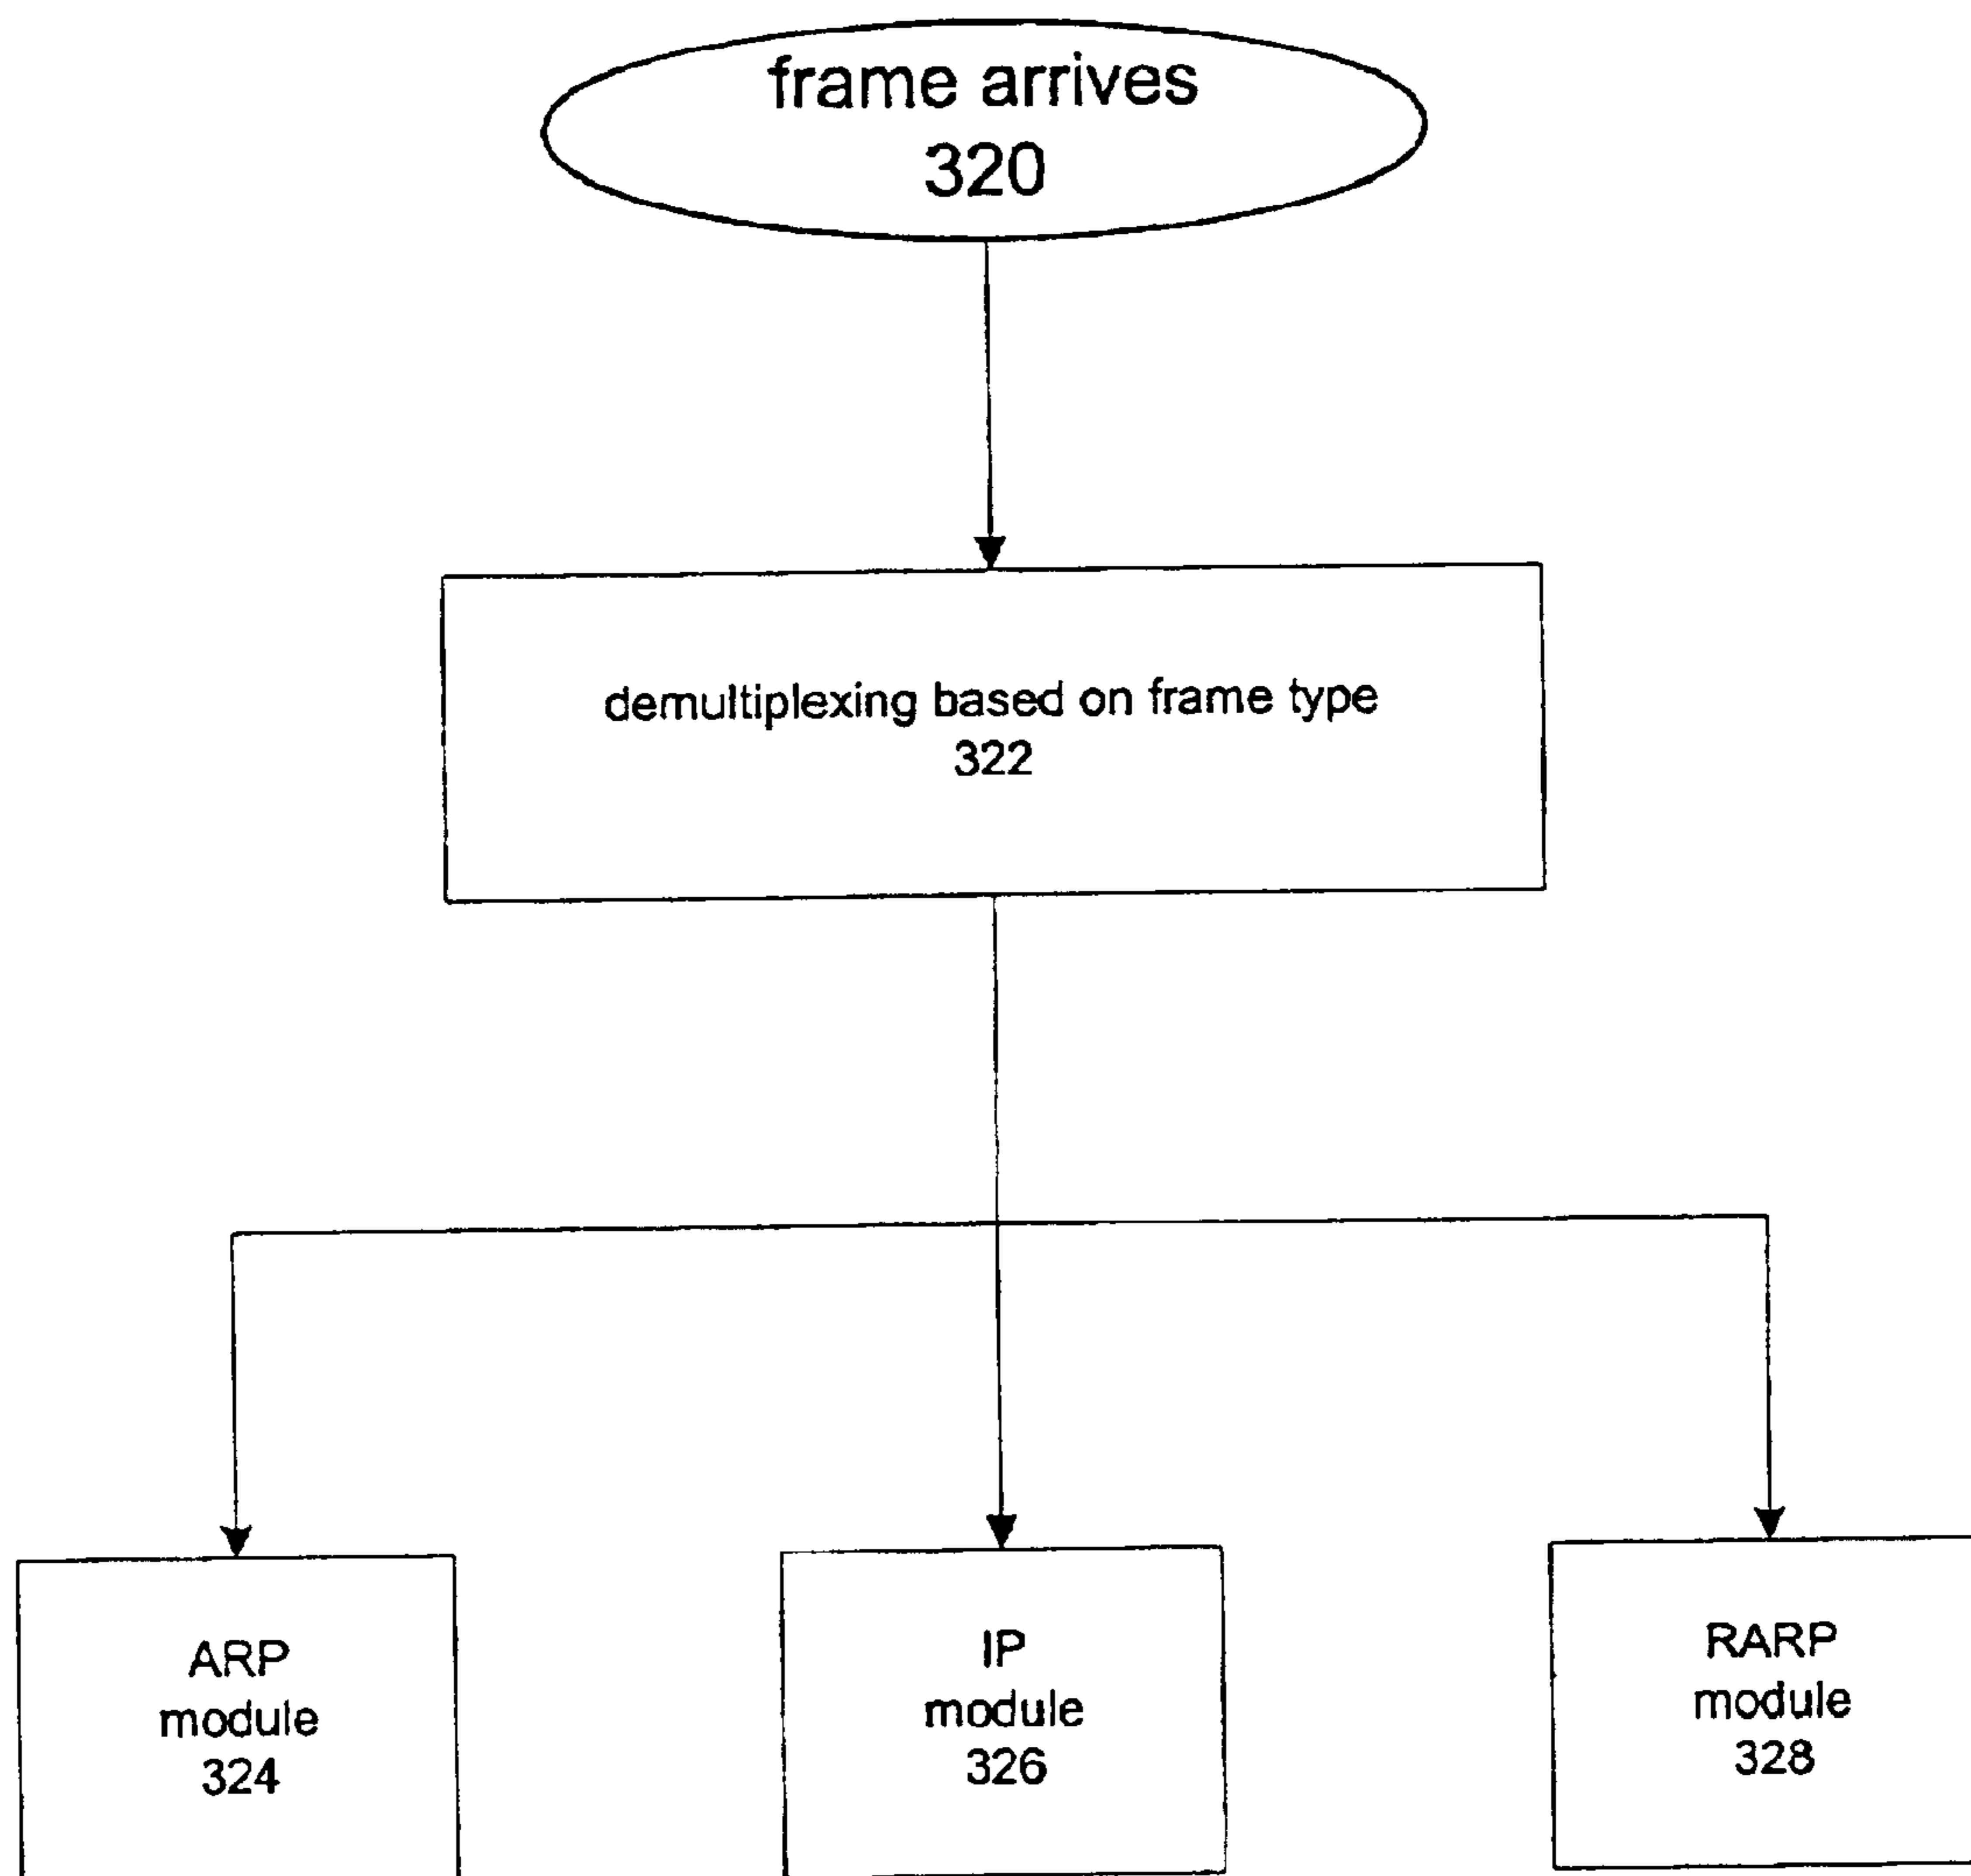 frame arrives
320
demultiplexing based on frame type
322
ARP
module
324
IP
module
326
RARP
module
328